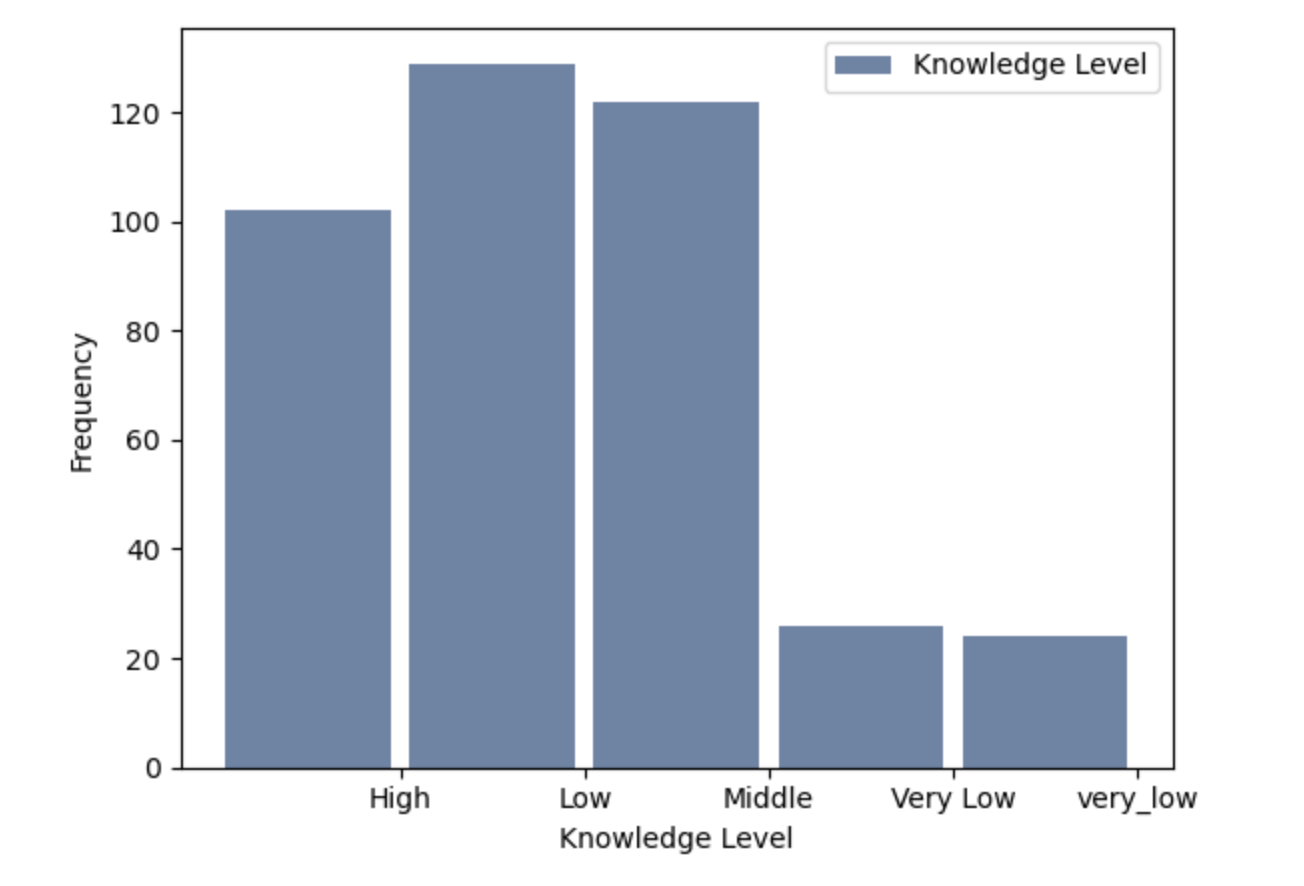 Knowledge Level
120
100
80
60
40
20
0
Frequency
High Low Middle Very Low very_low
Knowledge Level